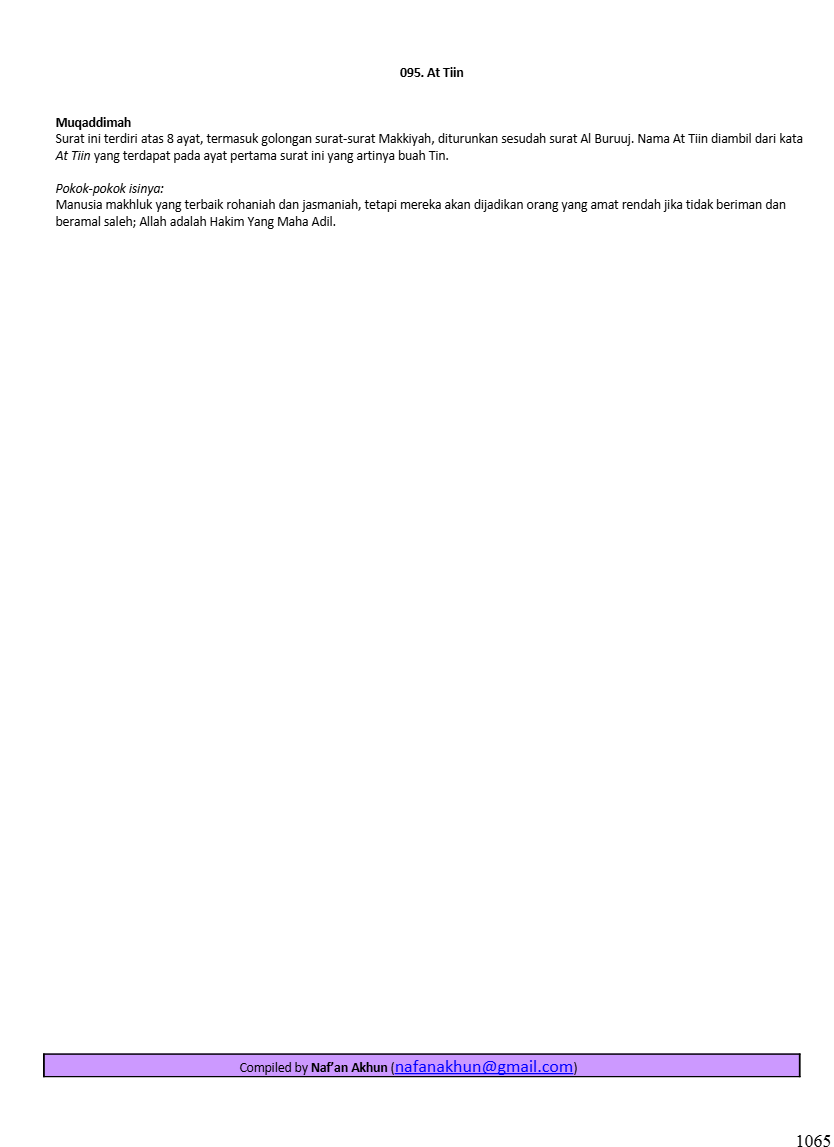 095. At Tiin
Muqaddimah
Surat ini terdiri atas 8 ayat, termasuk golongan surat-surat Makkiyah, diturunkan sesudah surat Al Buruuj. Nama At Tiin diambil dari kata
At Tiin yang terdapat pada ayat pertama surat ini yang artinya buah Tin.
Pokok-pokok isinya:
Manusia makhluk yang terbaik rohaniah dan jasmaniah, tetapi mereka akan dijadikan orang yang amat rendah jika tidak beriman dan
beramal saleh; Allah adalah Hakim Yang Maha Adil.
Compiled by Naf’an Akhun (nafanakhun@gmail.com)
1065